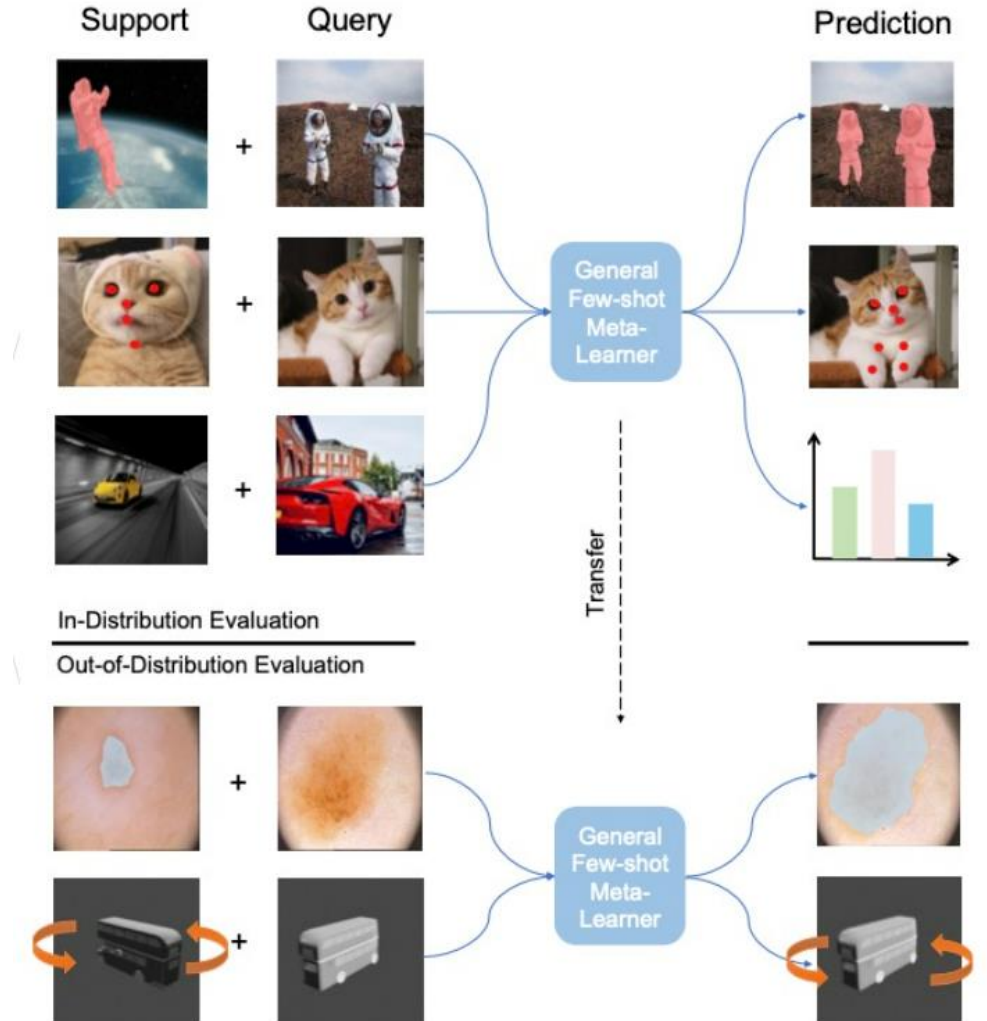 Support
Query
Prediction
+
+
+
General
Few-shot
Meta-
Learner
Transfer
In-Distribution Evaluation
Out-of-Distribution Evaluation
+
+
General
Few-shot
Meta-
Learner